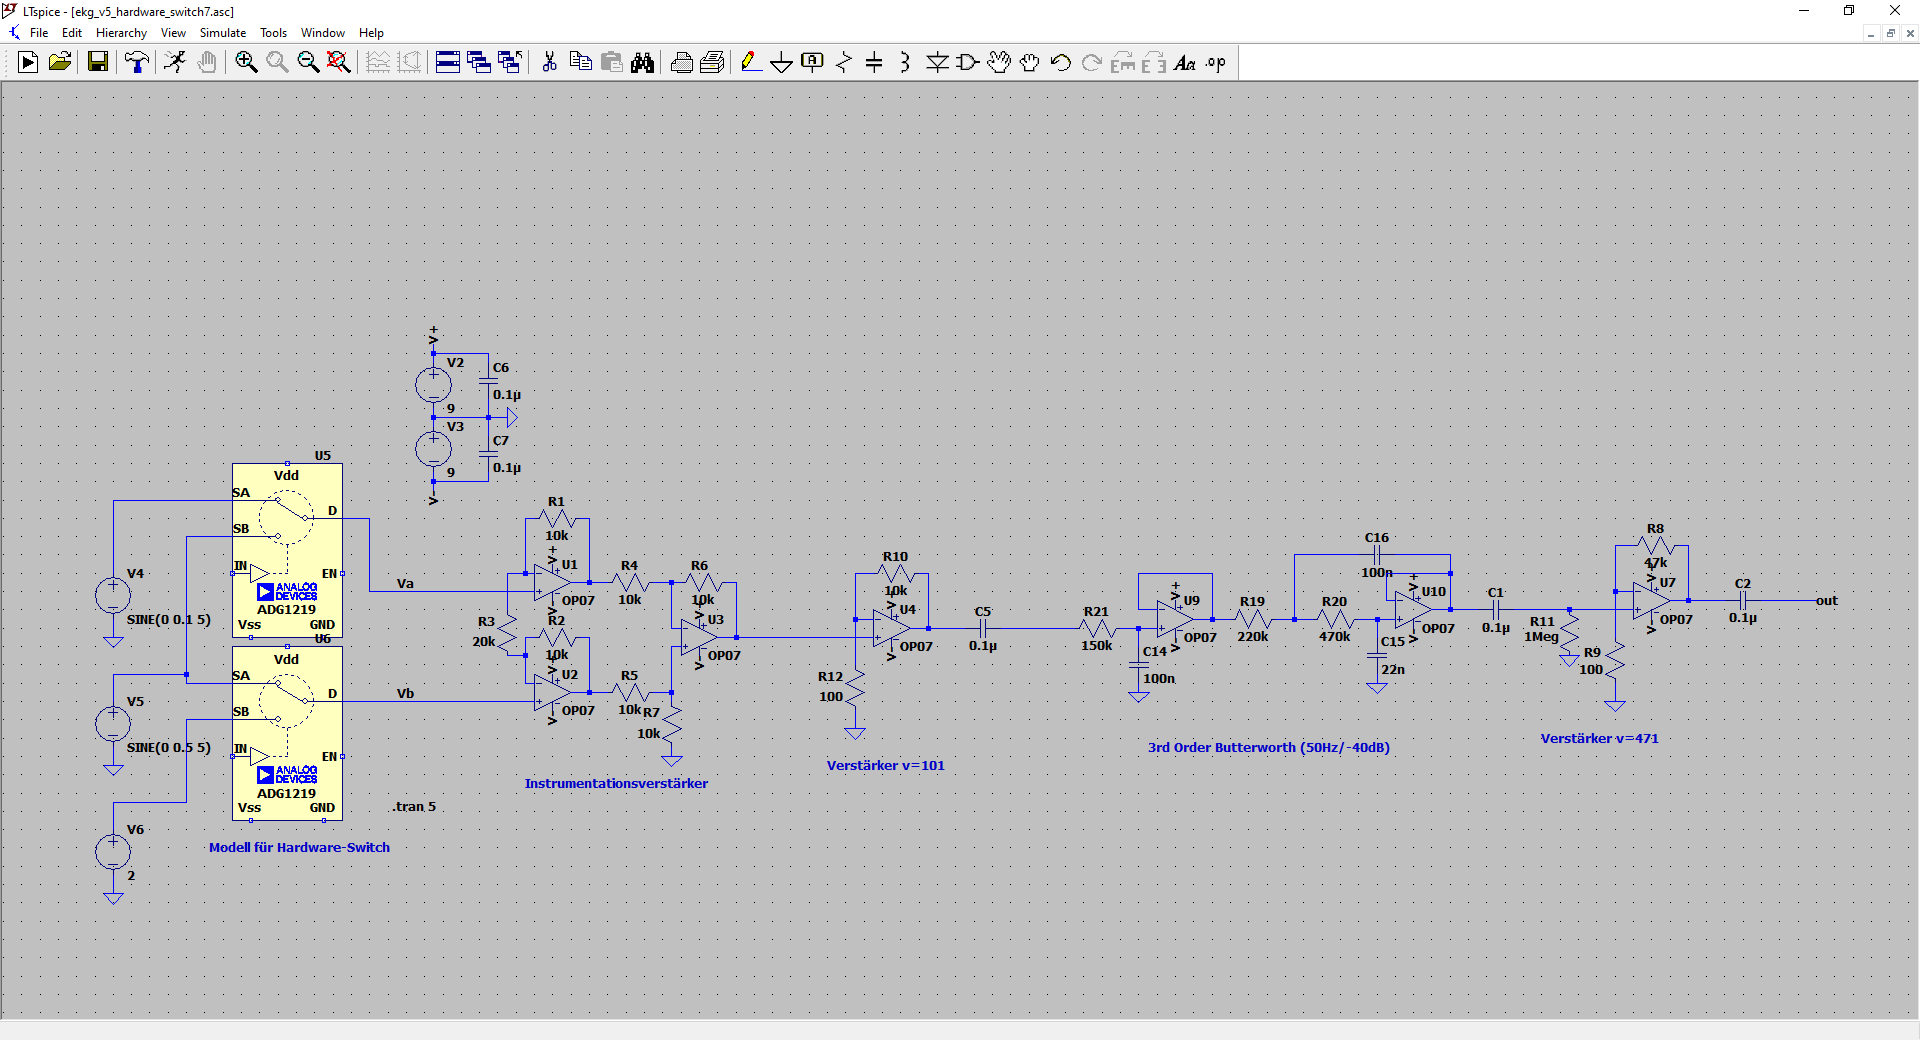 LTspice - [ekg_v5_hardware_switch7.asc]
File Edit Hierarchy View Simulate Tools Window Help
Aa .op
V+
V2
9
C6
0.1µ
V3
9
C7
0.1µ
V-
U5
Vdd
SA
D
SB
IN
EN
ANALOG
DEVICES
ADG1219
Vss GND
U6
Vdd
SA
D
SB
IN
EN
ANALOG
DEVICES
ADG1219
Vss GND
V4
SINE(0 0.1 5)
V5
SINE(0 0.5 5)
V6
2
Modell für Hardware-Switch
.tran 5
Va
Vb
R1
10k
V+
U1
OP07
V-
R3
20k
R2
10k
V+
U2
OP07
V-
R4
10k
R6
10k
V+
U3
OP07
V-
R5
10k
R7
10k
Instrumentationsverstärker
R10
10k
V+
U4
OP07
V-
R12
100
Verstärker v=101
C5
0.1µ
R21
150k
C14
100n
V+
U9
OP07
V-
R19
220k
R20
470k
C16
100n
V+
U10
OP07
V-
C15
22n
3rd Order Butterworth (50Hz/-40dB)
C1
0.1µ
R11
1Meg
R8
47k
V+
U7
OP07
V-
R9
100
Verstärker v=471
C2
0.1µ
out